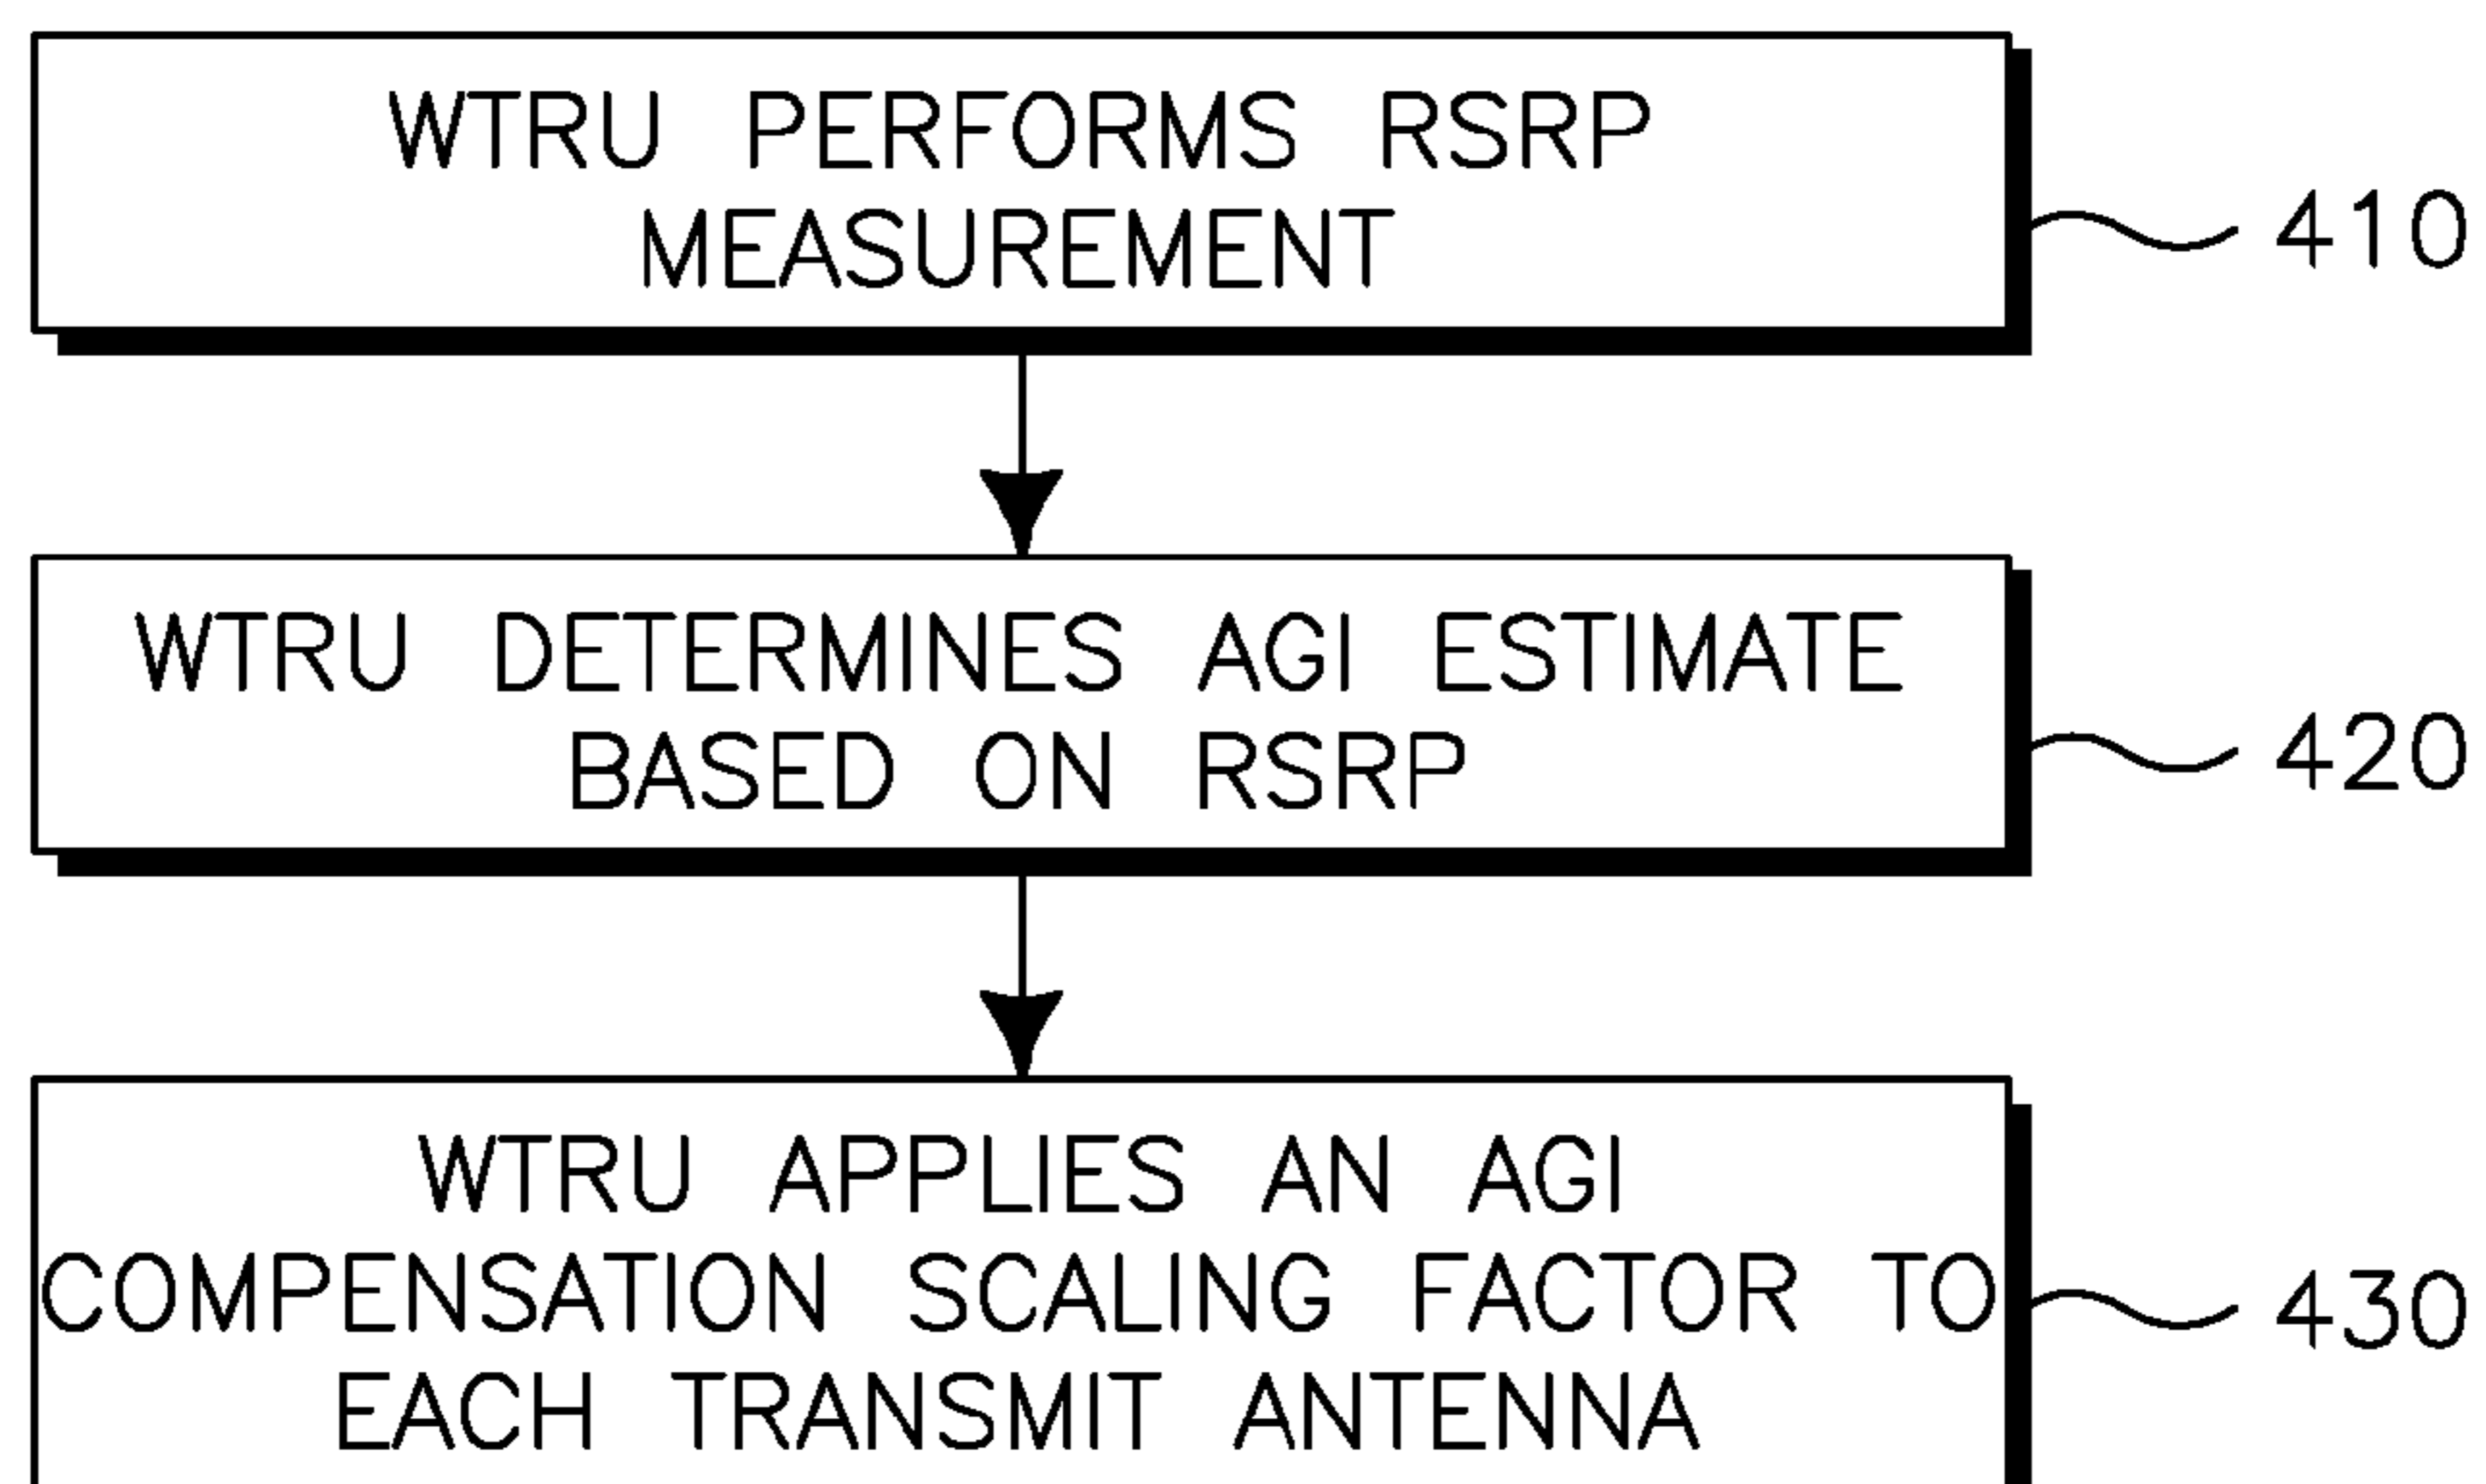 WTRU PERFORMS RSRP
MEASUREMENT
410
WTRU DETERMINES AGI ESTIMATE
BASED ON RSRP
420
WTRU APPLIES AN AGI
COMPENSATION SCALING FACTOR TO
EACH TRANSMIT ANTENNA
430